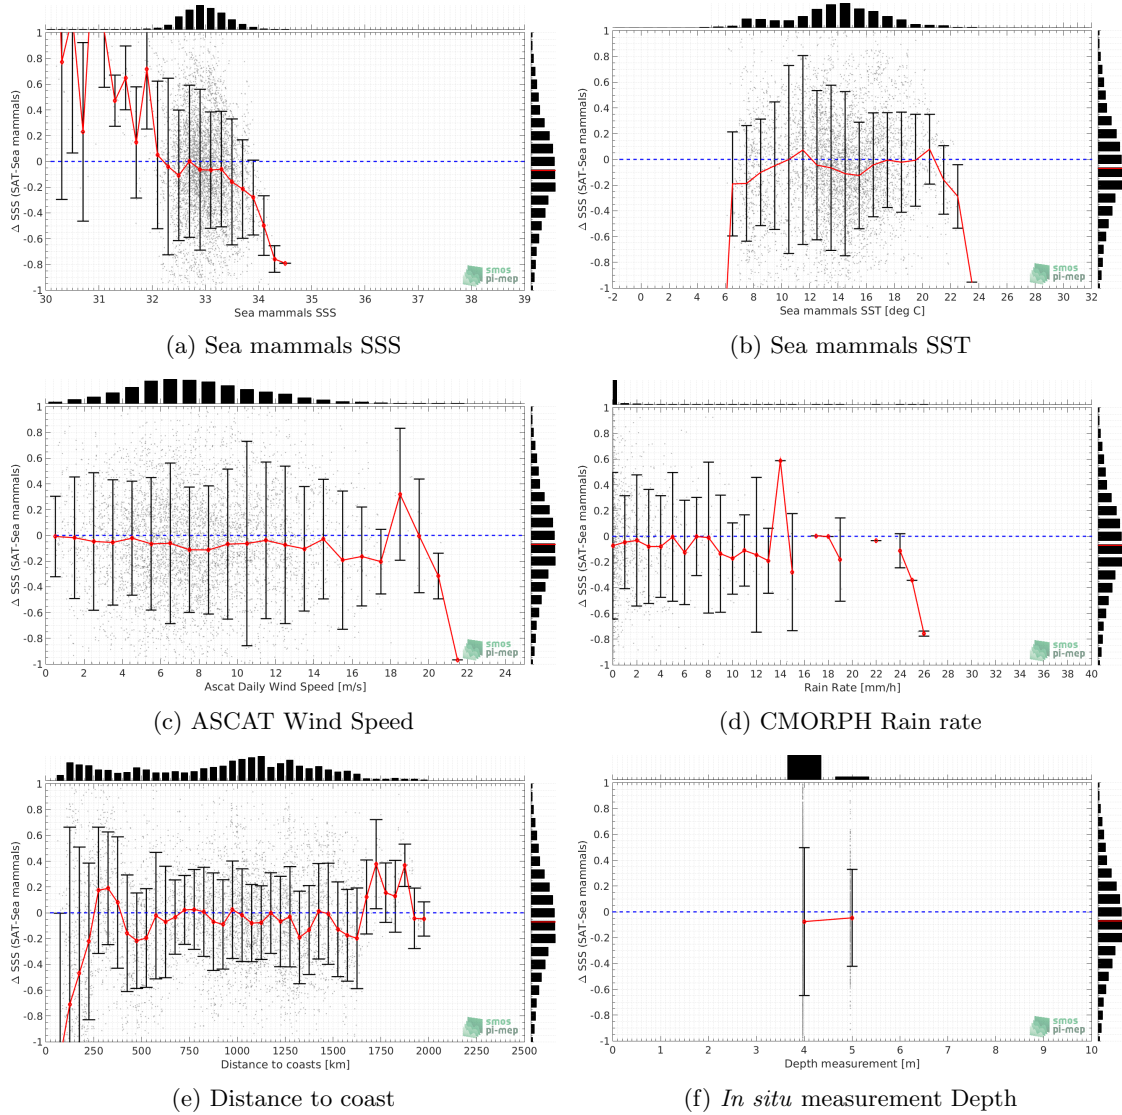 1
0.8
0.6
0.4
0.2
0
-0.2
-0.4
-0.6
-0.8
-1
Δ SSS (SAT-Sea mammals)
smos
pi-mep
30 31 32 33 34 35 36 37 38 39
Sea mammals SSS
(a) Sea mammals SSS
1
0.8
0.6
0.4
0.2
0
-0.2
-0.4
-0.6
-0.8
-1
Δ SSS (SAT-Sea mammals)
smos
pi-mep
-2 0 2 4 6 8 10 12 14 16 18 20 22 24 26 28 30 32
Sea mammals SST [deg C]
(b) Sea mammals SST
1
0.8
0.6
0.4
0.2
0
-0.2
-0.4
-0.6
-0.8
-1
Δ SSS (SAT-Sea mammals)
smos
pi-mep
0 2 4 6 8 10 12 14 16 18 20 22 24
Ascat Daily Wind Speed [m/s]
(c) ASCAT Wind Speed
1
0.8
0.6
0.4
0.2
0
-0.2
-0.4
-0.6
-0.8
-1
Δ SSS (SAT-Sea mammals)
smos
pi-mep
0 2 4 6 8 10 12 14 16 18 20 22 24 26 28 30 32 34 36 38 40
Rain Rate [mm/h]
(d) CMORPH Rain rate
1
0.8
0.6
0.4
0.2
0
-0.2
-0.4
-0.6
-0.8
-1
Δ SSS (SAT-Sea mammals)
smos
pi-mep
0 250 500 750 1000 1250 1500 1750 2000 2250 2500
Distance to coasts [km]
(e) Distance to coast
1
0.8
0.6
0.4
0.2
0
-0.2
-0.4
-0.6
-0.8
-1
Δ SSS (SAT-Sea mammals)
smos
pi-mep
0 1 2 3 4 5 6 7 8 9 10
Depth measurement [m]
(f) In situ measurement Depth